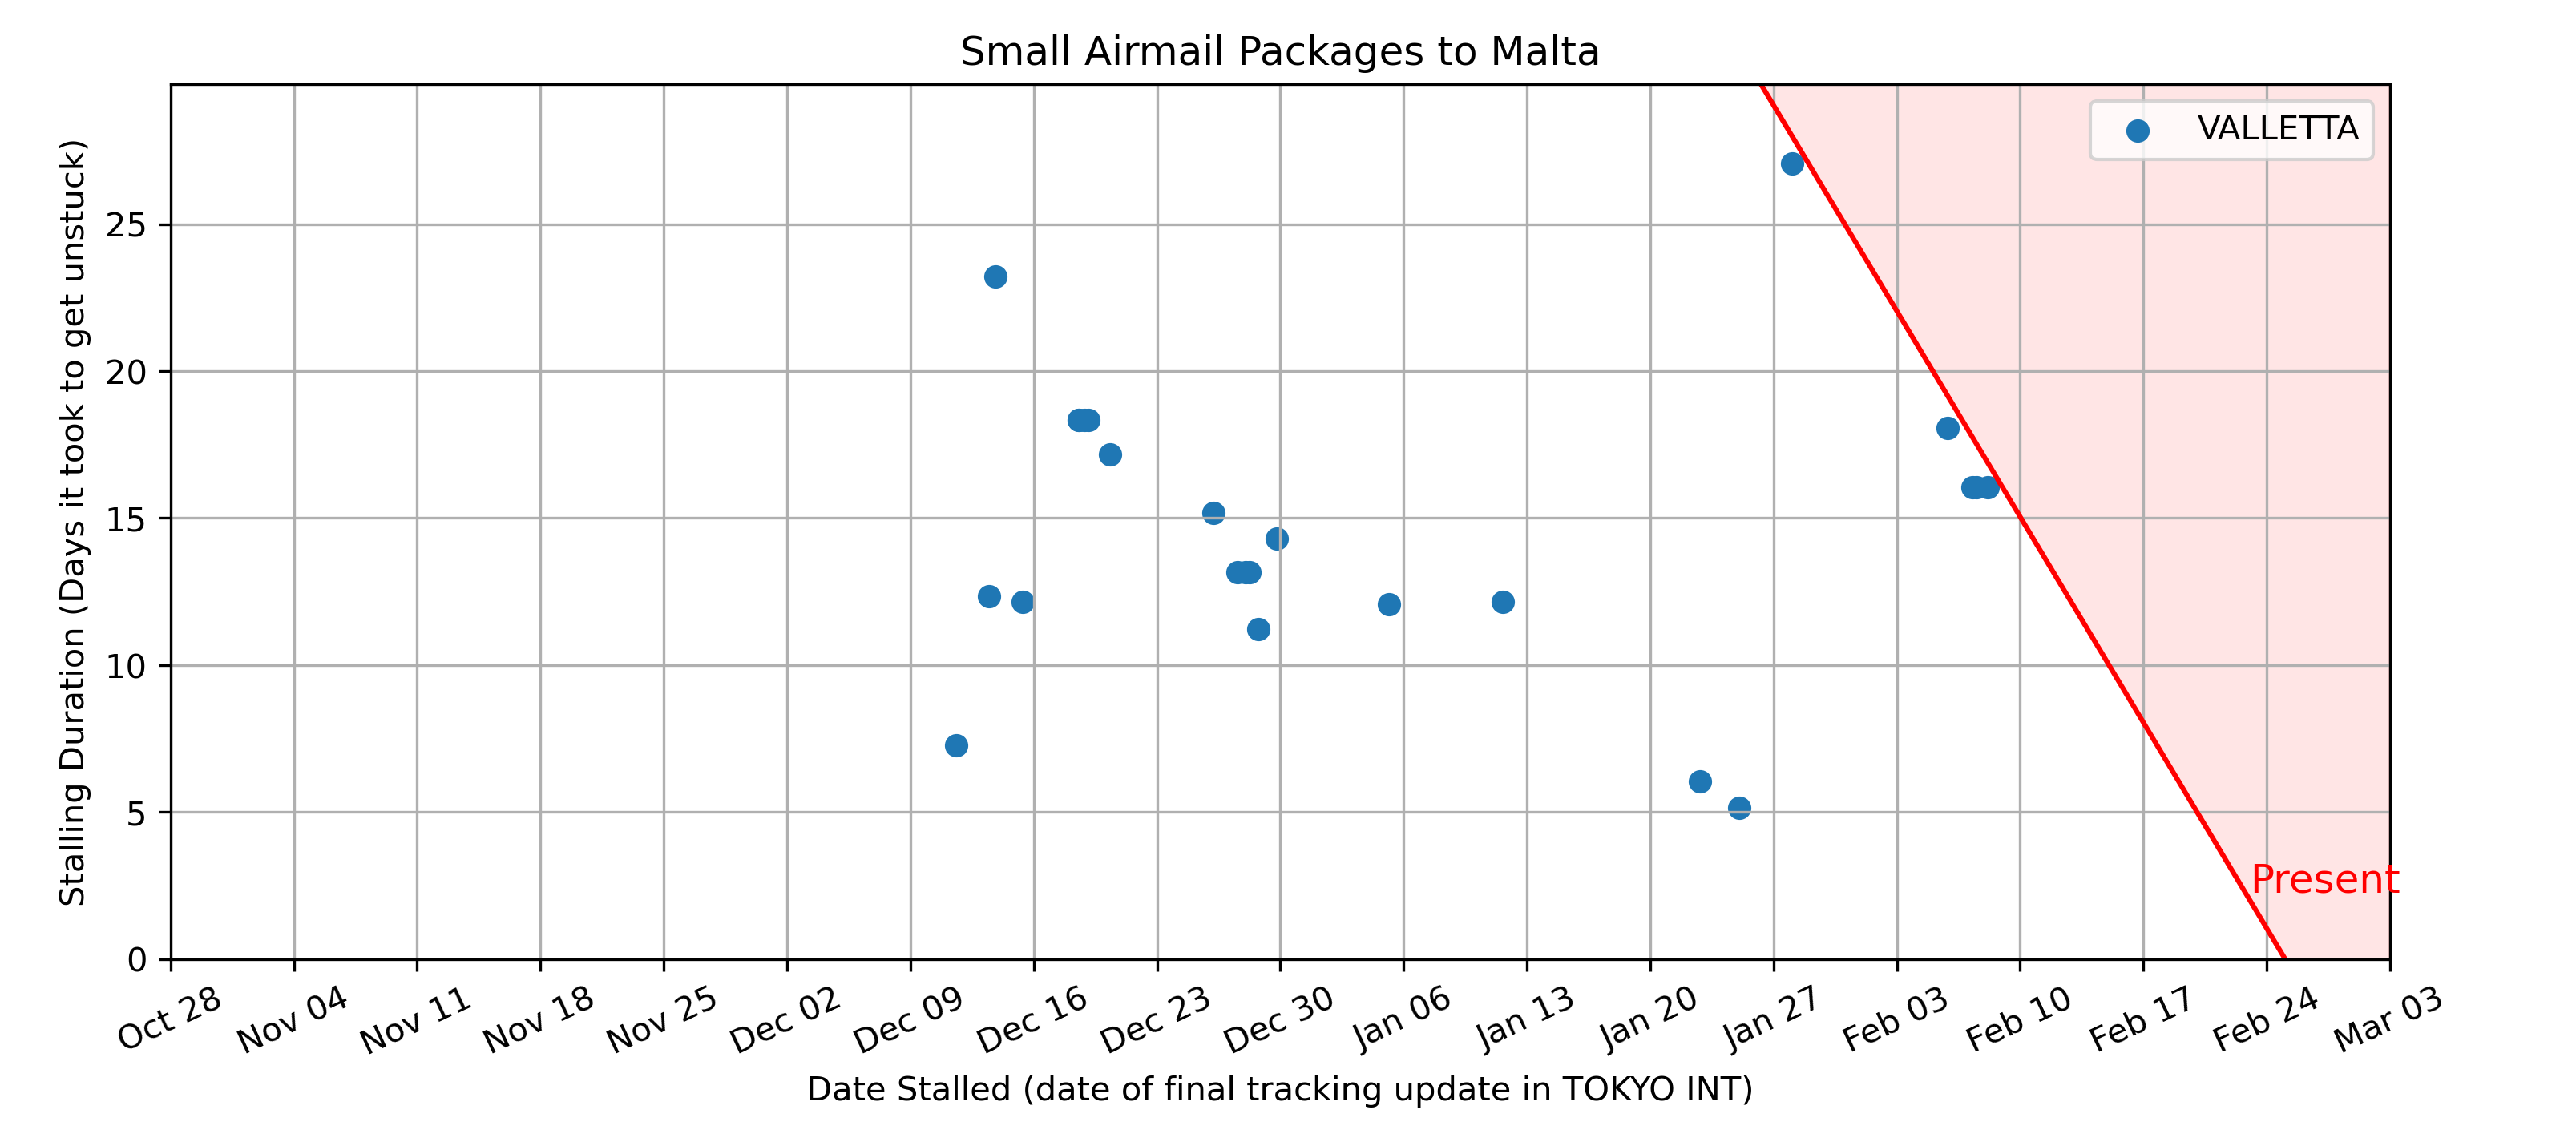 Small Airmail Packages to Malta
VALLETTA
Stalling Duration (Days it took to get unstuck)
25
20
15
10
5
0
Present
Oct 28 Nov 04 Nov 11 Nov 18 Nov 25 Dec 02 Dec 09 Dec 16 Dec 23 Dec 30 Jan 06 Jan 13 Jan 20 Jan 27 Feb 03 Feb 10 Feb 17 Feb 24 Mar 03
Date Stalled (date of final tracking update in TOKYO INT)